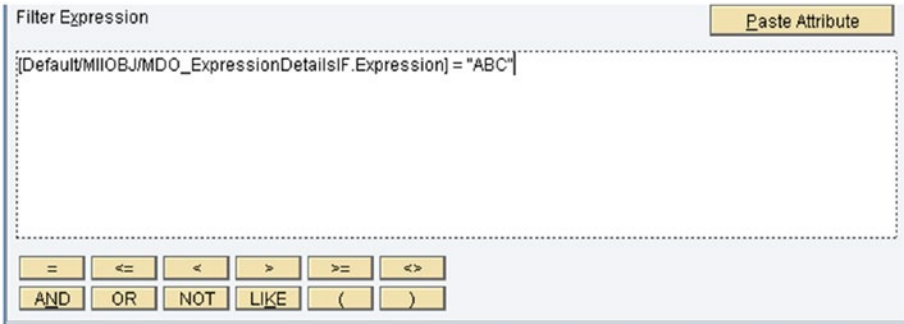 Filter Expression
Paste Attribute
[Default/MIIOBJ/MDO_ExpressionDetailsIF.Expression] = "ABC"
= <= < > >= <>
AND OR NOT LIKE ( )